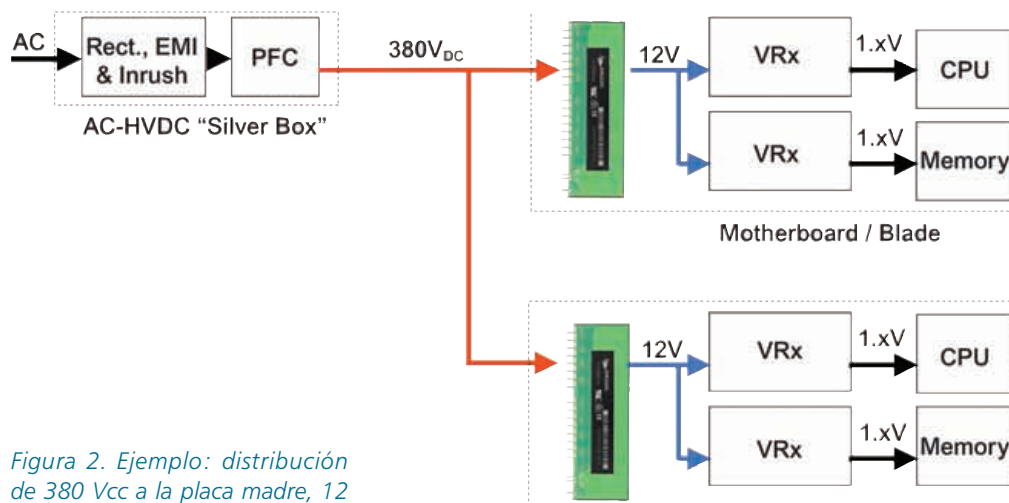 AC
Rect., EMI
& Inrush
PFC
AC-HVDC “Silver Box”
380VDC
12V
VRx
1.xV
CPU
VRx
1.xV
Memory
Motherboard / Blade
12V
VRx
1.xV
CPU
VRx
1.xV
Memory
Figura 2. Ejemplo: distribución
de 380 Vcc a la placa madre, 12